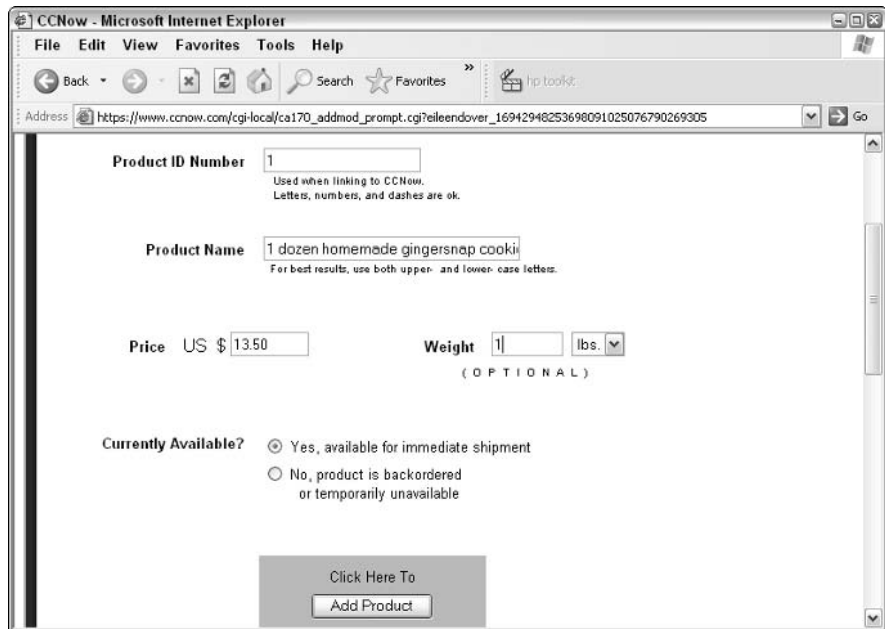 CCNow - Microsoft Internet Explorer
File Edit View Favorites Tools Help
Back Search Favorites » hp toolkit
Address https://www.ccnow.com/cgi-local/ca170_addmod_prompt.cgi?eileendover_1694294825369809102507679026930​5 Go
Product ID Number 1
Used when linking to CCNow.
Letters, numbers, and dashes are ok.
Product Name 1 dozen homemade gingersnap cooki
For best results, use both upper- and lower- case letters.
Price US $ 13.50 Weight 1 lbs.
(OPTIONAL)
Currently Available? Yes, available for immediate shipment
No, product is backordered
or temporarily unavailable
Click Here To
Add Product